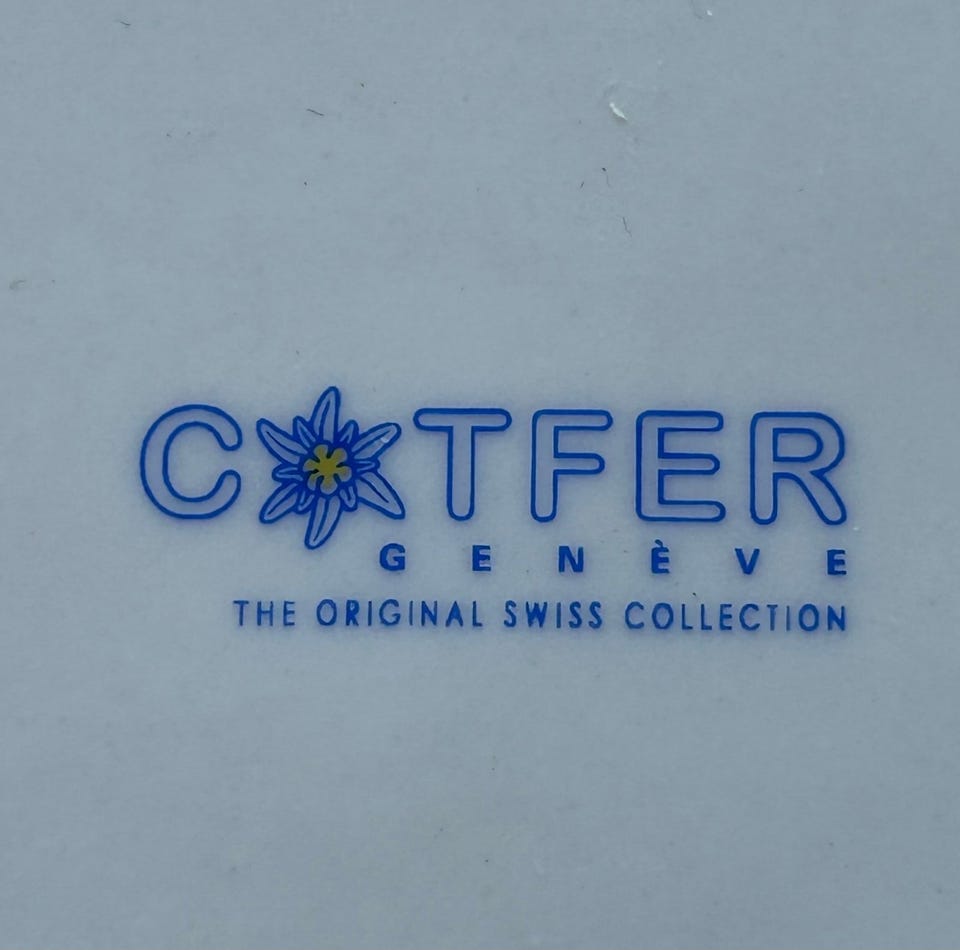 COTFER
GENÈVE
THE ORIGINAL SWISS COLLECTION